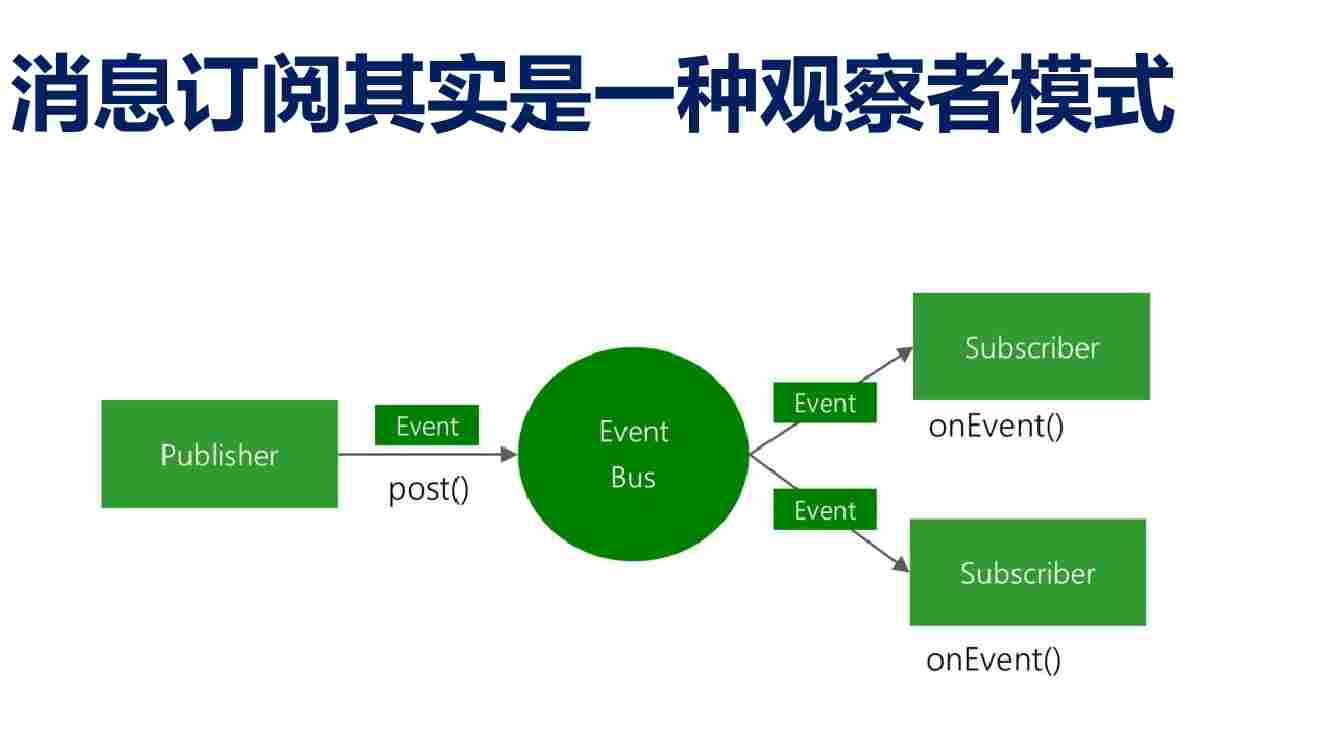 消息订阅其实是一种观察者模式
Publisher
Event
post()
Event
Bus
Event
Subscriber
onEvent()
Event
Subscriber
onEvent()